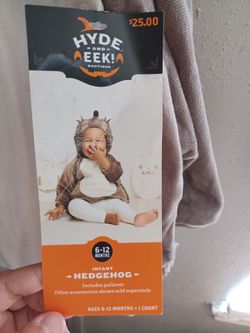 $25.00
HYDE
AND
EEK!
BOUTIQUE
6-12
MONTHS
INFANT
HEDGEHOG
Includes pullover
Other accessories shown sold separately
AGES 6-12 MONTHS • 1 COUNT